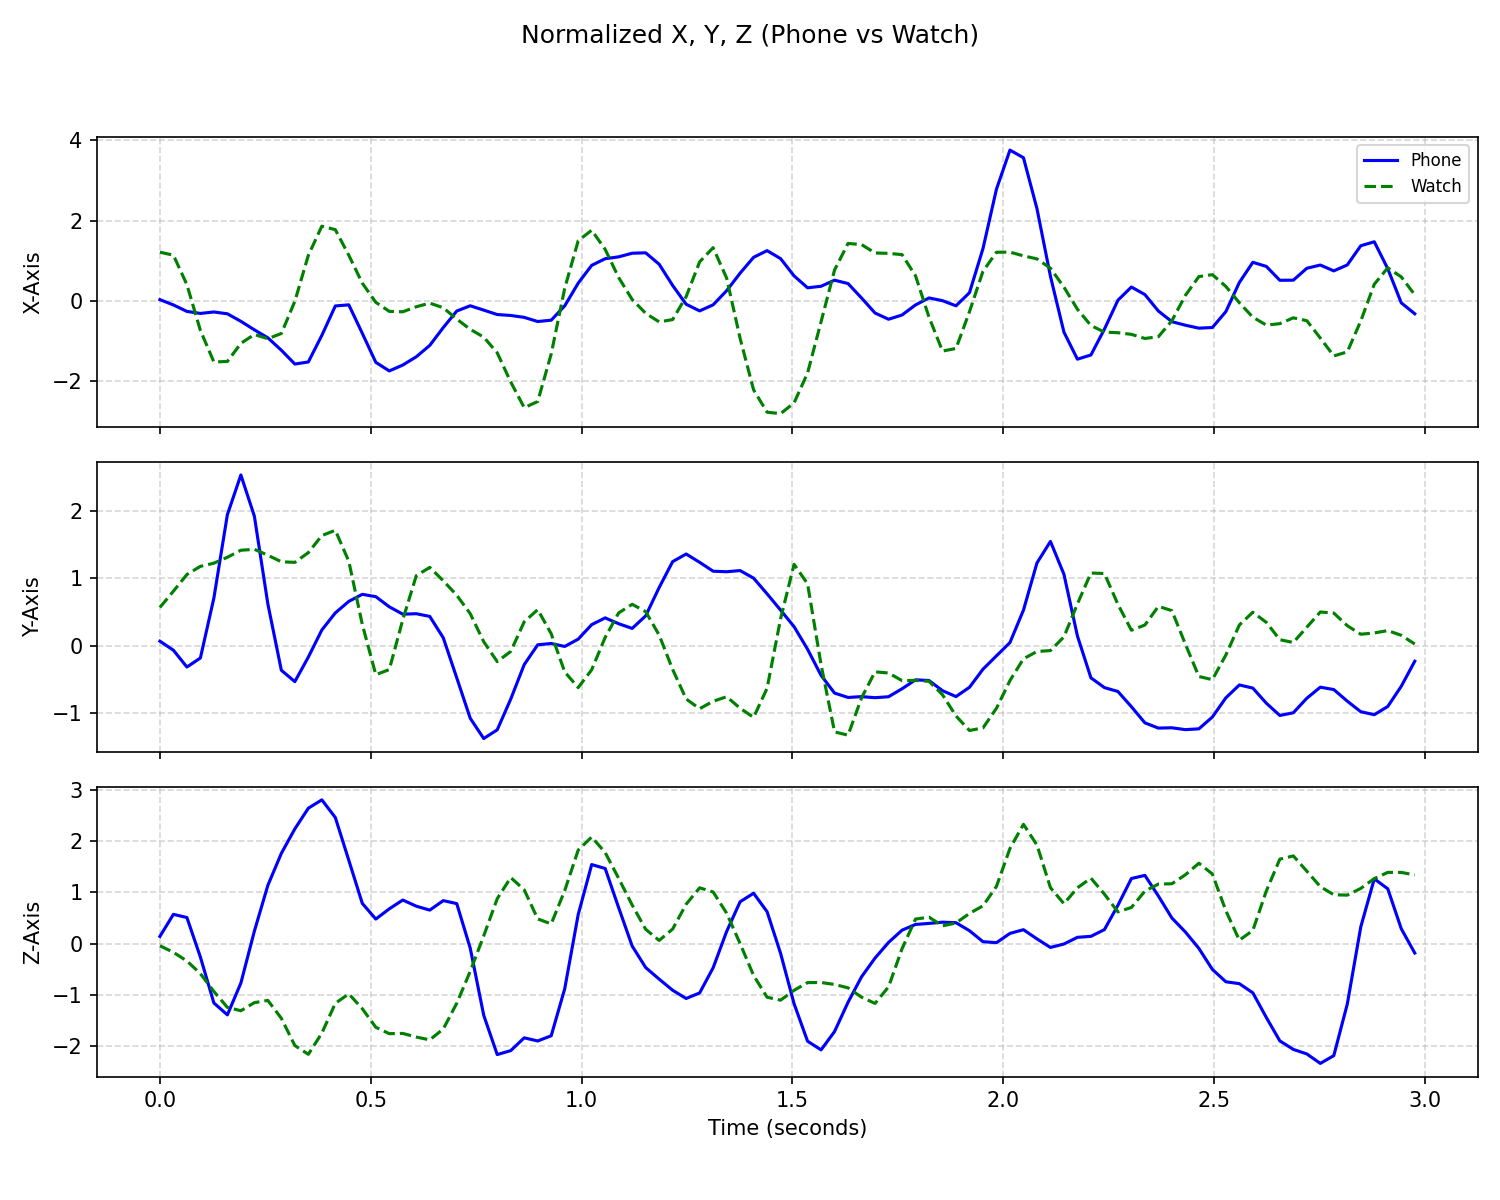 Normalized X, Y, Z (Phone vs Watch)
4
2
0
−2
X-Axis
Phone
Watch
2
1
0
−1
Y-Axis
3
2
1
0
−1
−2
Z-Axis
0.0 0.5 1.0 1.5 2.0 2.5 3.0
Time (seconds)